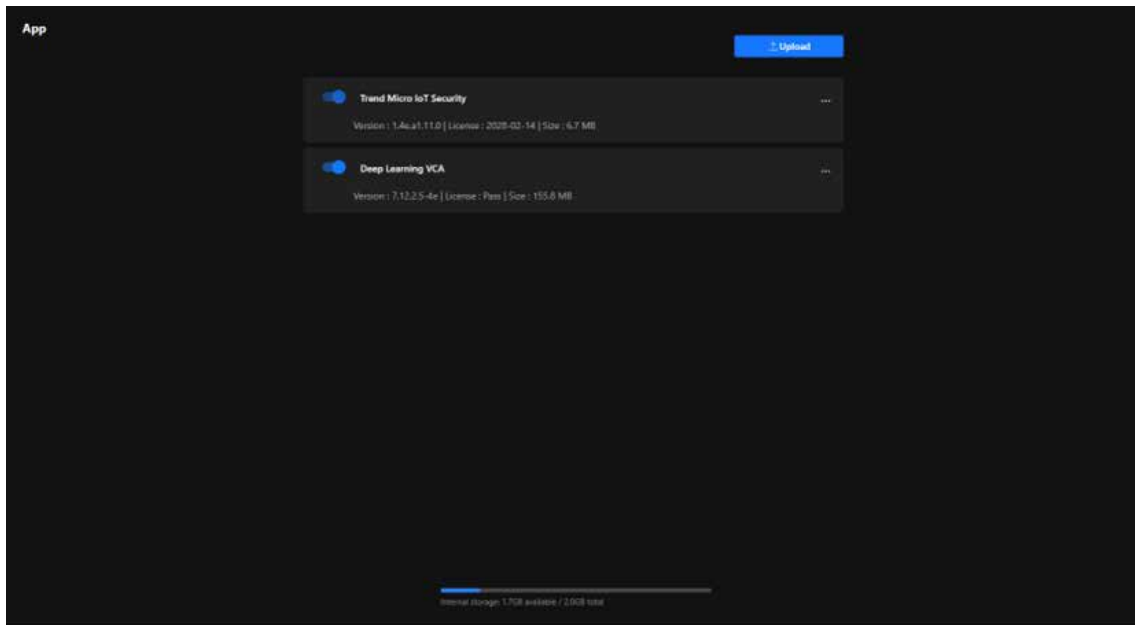 App
Upload
Trend Micro IoT Security
...
Version : 1.4e.a1.11.0 | License : 2028-02-14 | Size : 6.7 MB
Deep Learning VCA
...
Version : 7.12.2.5-4e | License : Pass | Size : 155.8 MB
Internal storage: 1.7GB available / 2.0GB total